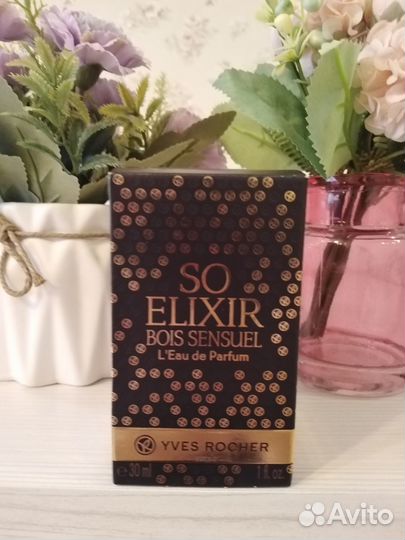 SO
ELIXIR
BOIS SENSUEL
L'Eau de Parfum
YVES ROCHER
e 30 ml 1 fl. oz.
Avito